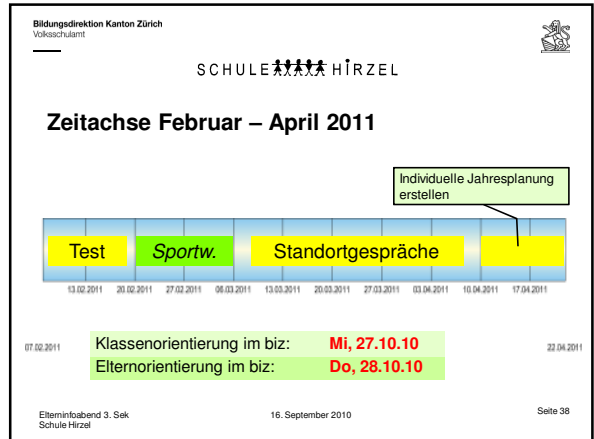 Bildungsdirektion Kanton Zürich
Volksschulamt
SCHULE HIRZEL
Zeitachse Februar – April 2011
Individuelle Jahresplanung
erstellen
Test Sportw. Standortgespräche
13.02.2011 20.02.2011 27.02.2011 06.03.2011 13.03.2011 20.03.2011 27.03.2011 03.04.2011 10.04.2011 17.04.2011
07.02.2011 22.04.2011
Klassenorientierung im biz: Mi, 27.10.10
Elternorientierung im biz: Do, 28.10.10
Elterninfoabend 3. Sek 16. September 2010 Seite 38
Schule Hirzel